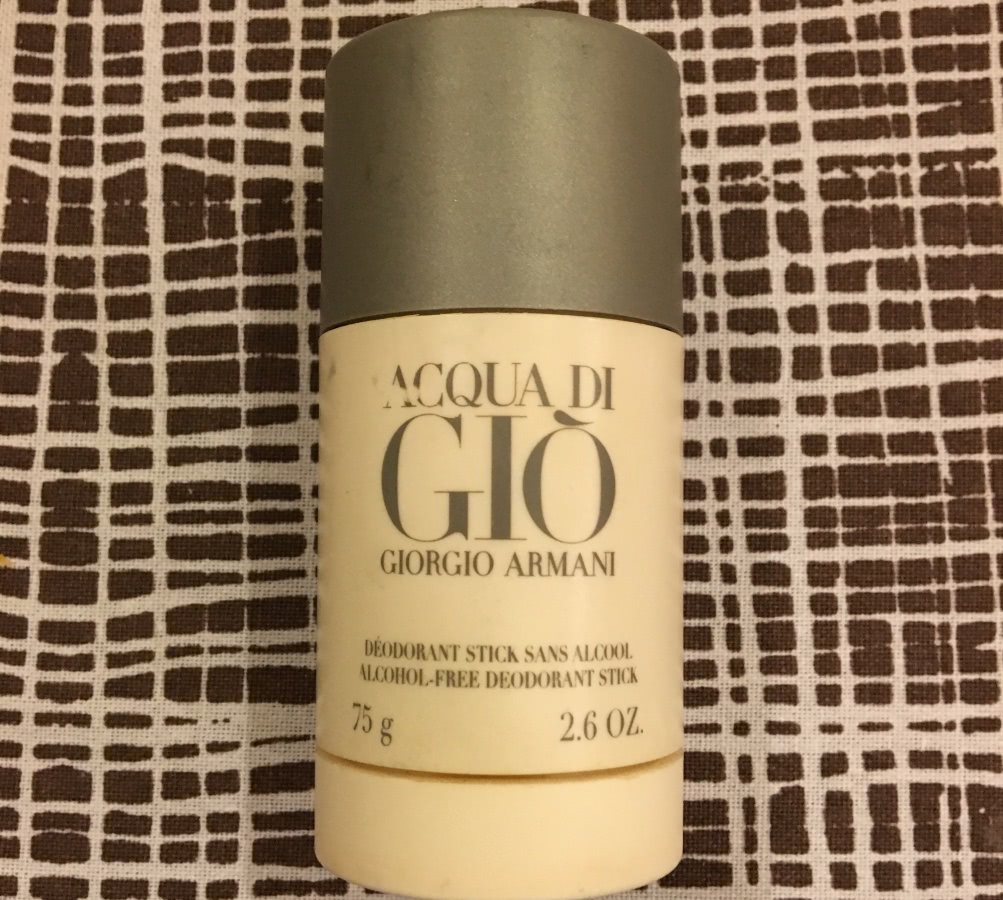 ACQUA DI
GIÒ
GIORGIO ARMANI
DÉODORANT STICK SANS ALCOOL
ALCOHOL-FREE DEODORANT STICK
75 g 2.6 OZ.